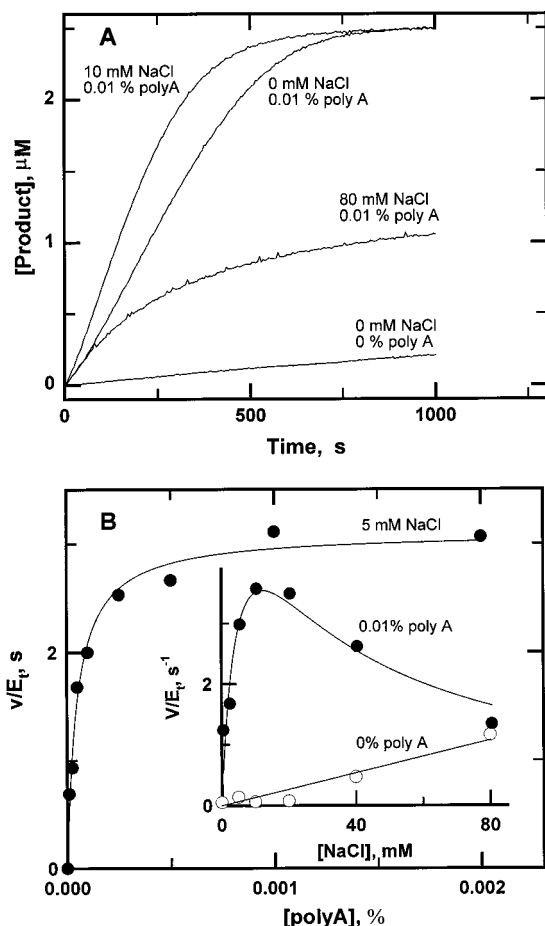 A
10 mM NaCl
0.01 % polyA
0 mM NaCl
0.01 % poly A
80 mM NaCl
0.01 % poly A
0 mM NaCl
0 % poly A
2
1
0
[Product], μM
0
500
1000
Time, s
B
5 mM NaCl
2
0
v/Et, s
0.01% poly A
0% poly A
2
0
V/Et, s-1
0
40
80
[NaCl], mM
0.000
0.001
0.002
[polyA], %